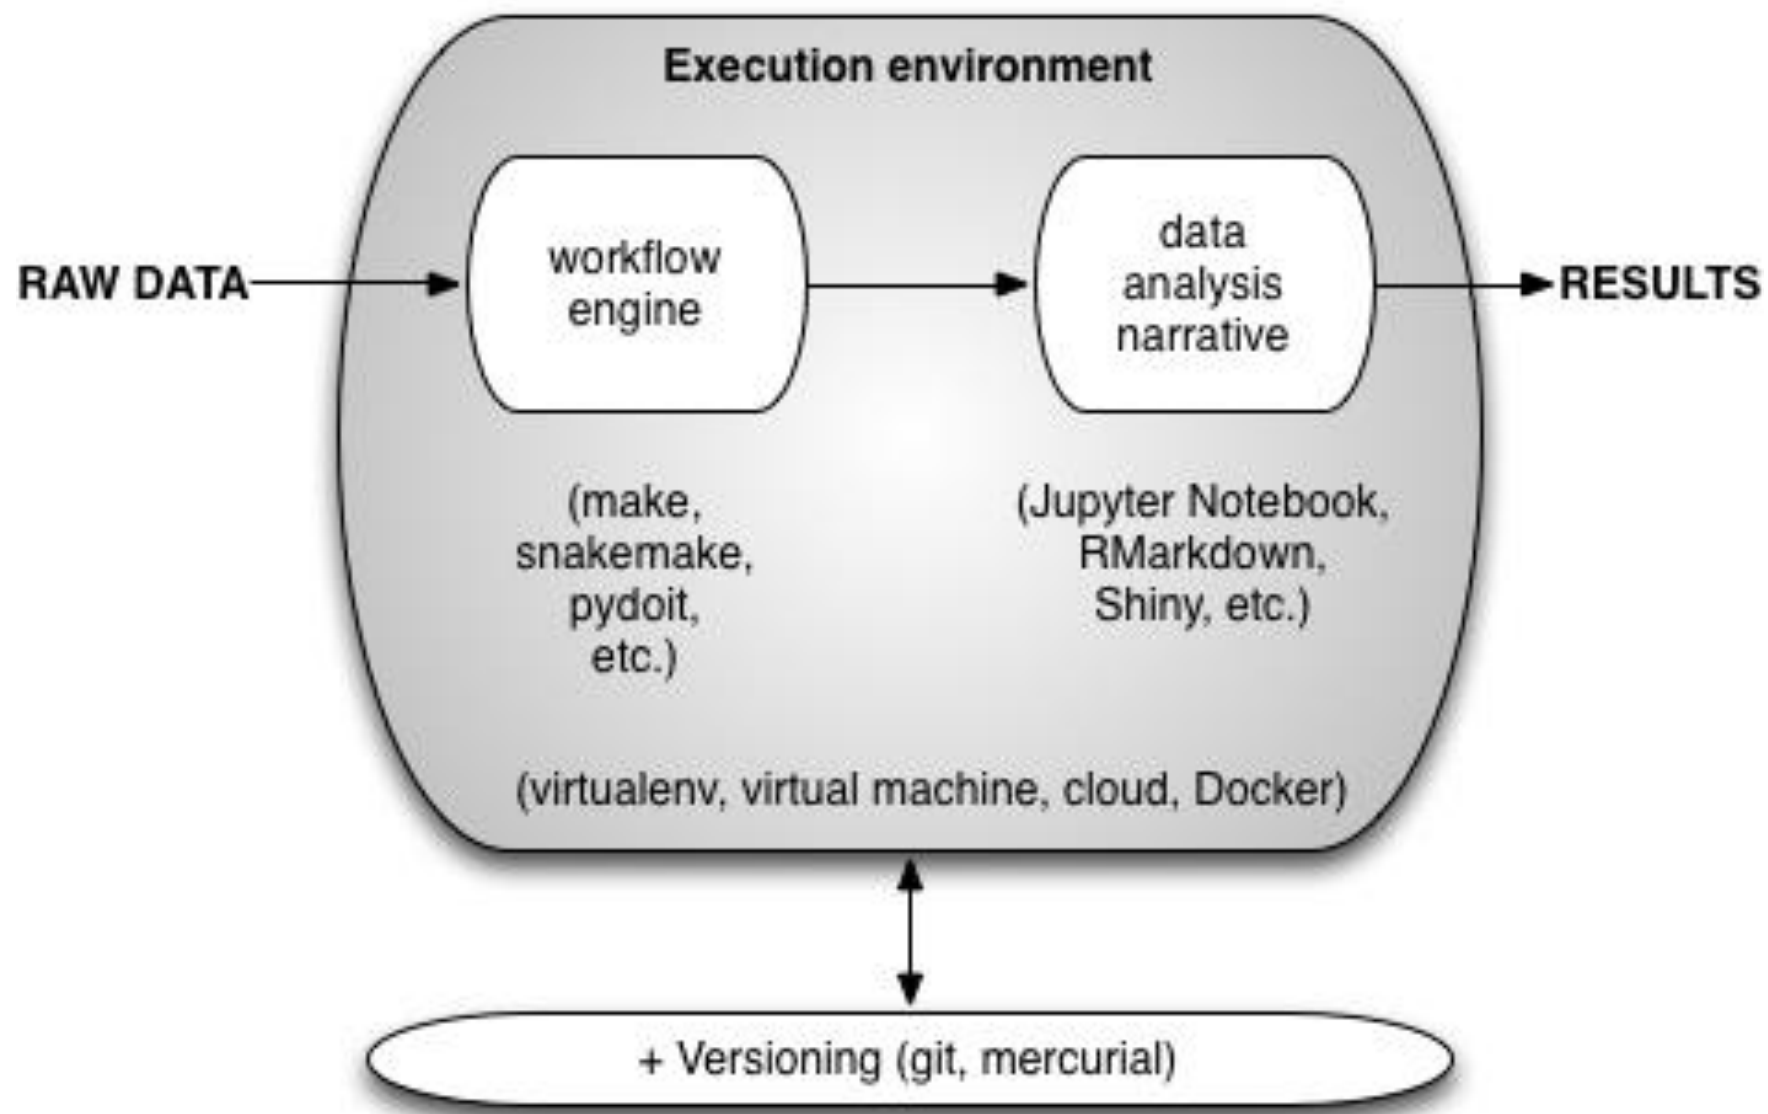 Execution environment
RAW DATA
workflow
engine
data
analysis
narrative
RESULTS
(make,
snakemake,
pydoit,
etc.)
(Jupyter Notebook,
RMarkdown,
Shiny, etc.)
(virtualenv, virtual machine, cloud, Docker)
+ Versioning (git, mercurial)